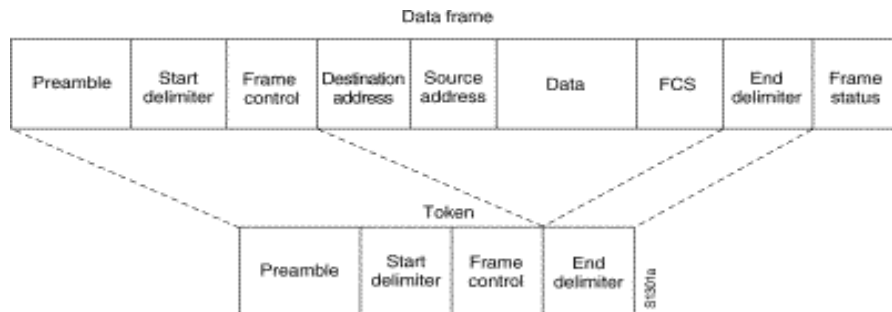 Data frame
Preamble
Start
delimiter
Frame
control
Destination
address
Source
address
Data
FCS
End
delimiter
Frame
status
Token
Preamble
Start
delimiter
Frame
control
End
delimiter
S1301a